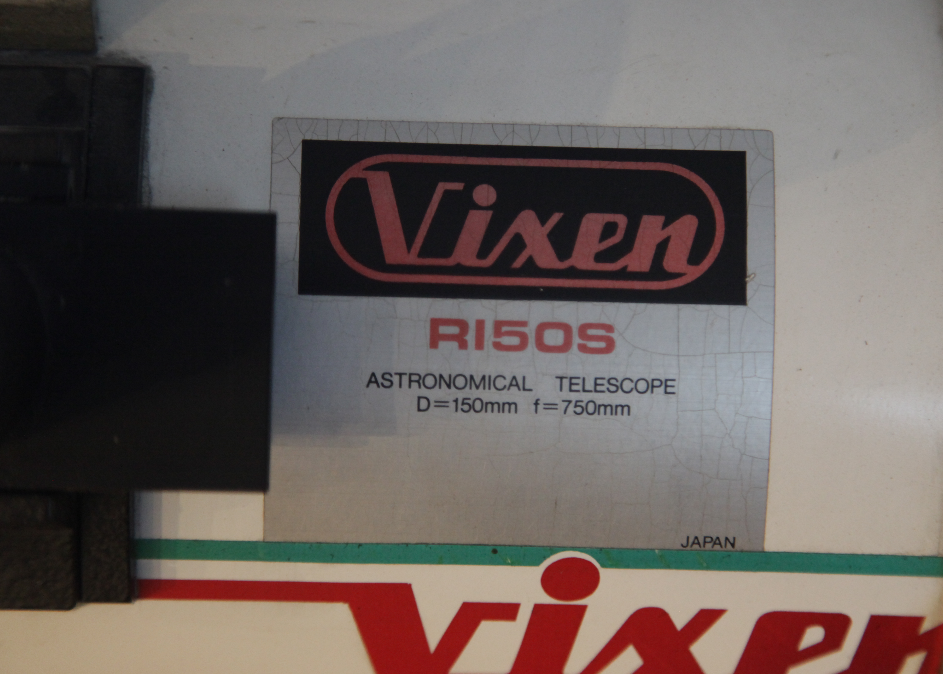 Vixen
R150S
ASTRONOMICAL TELESCOPE
D=150mm f=750mm
JAPAN
Vixen